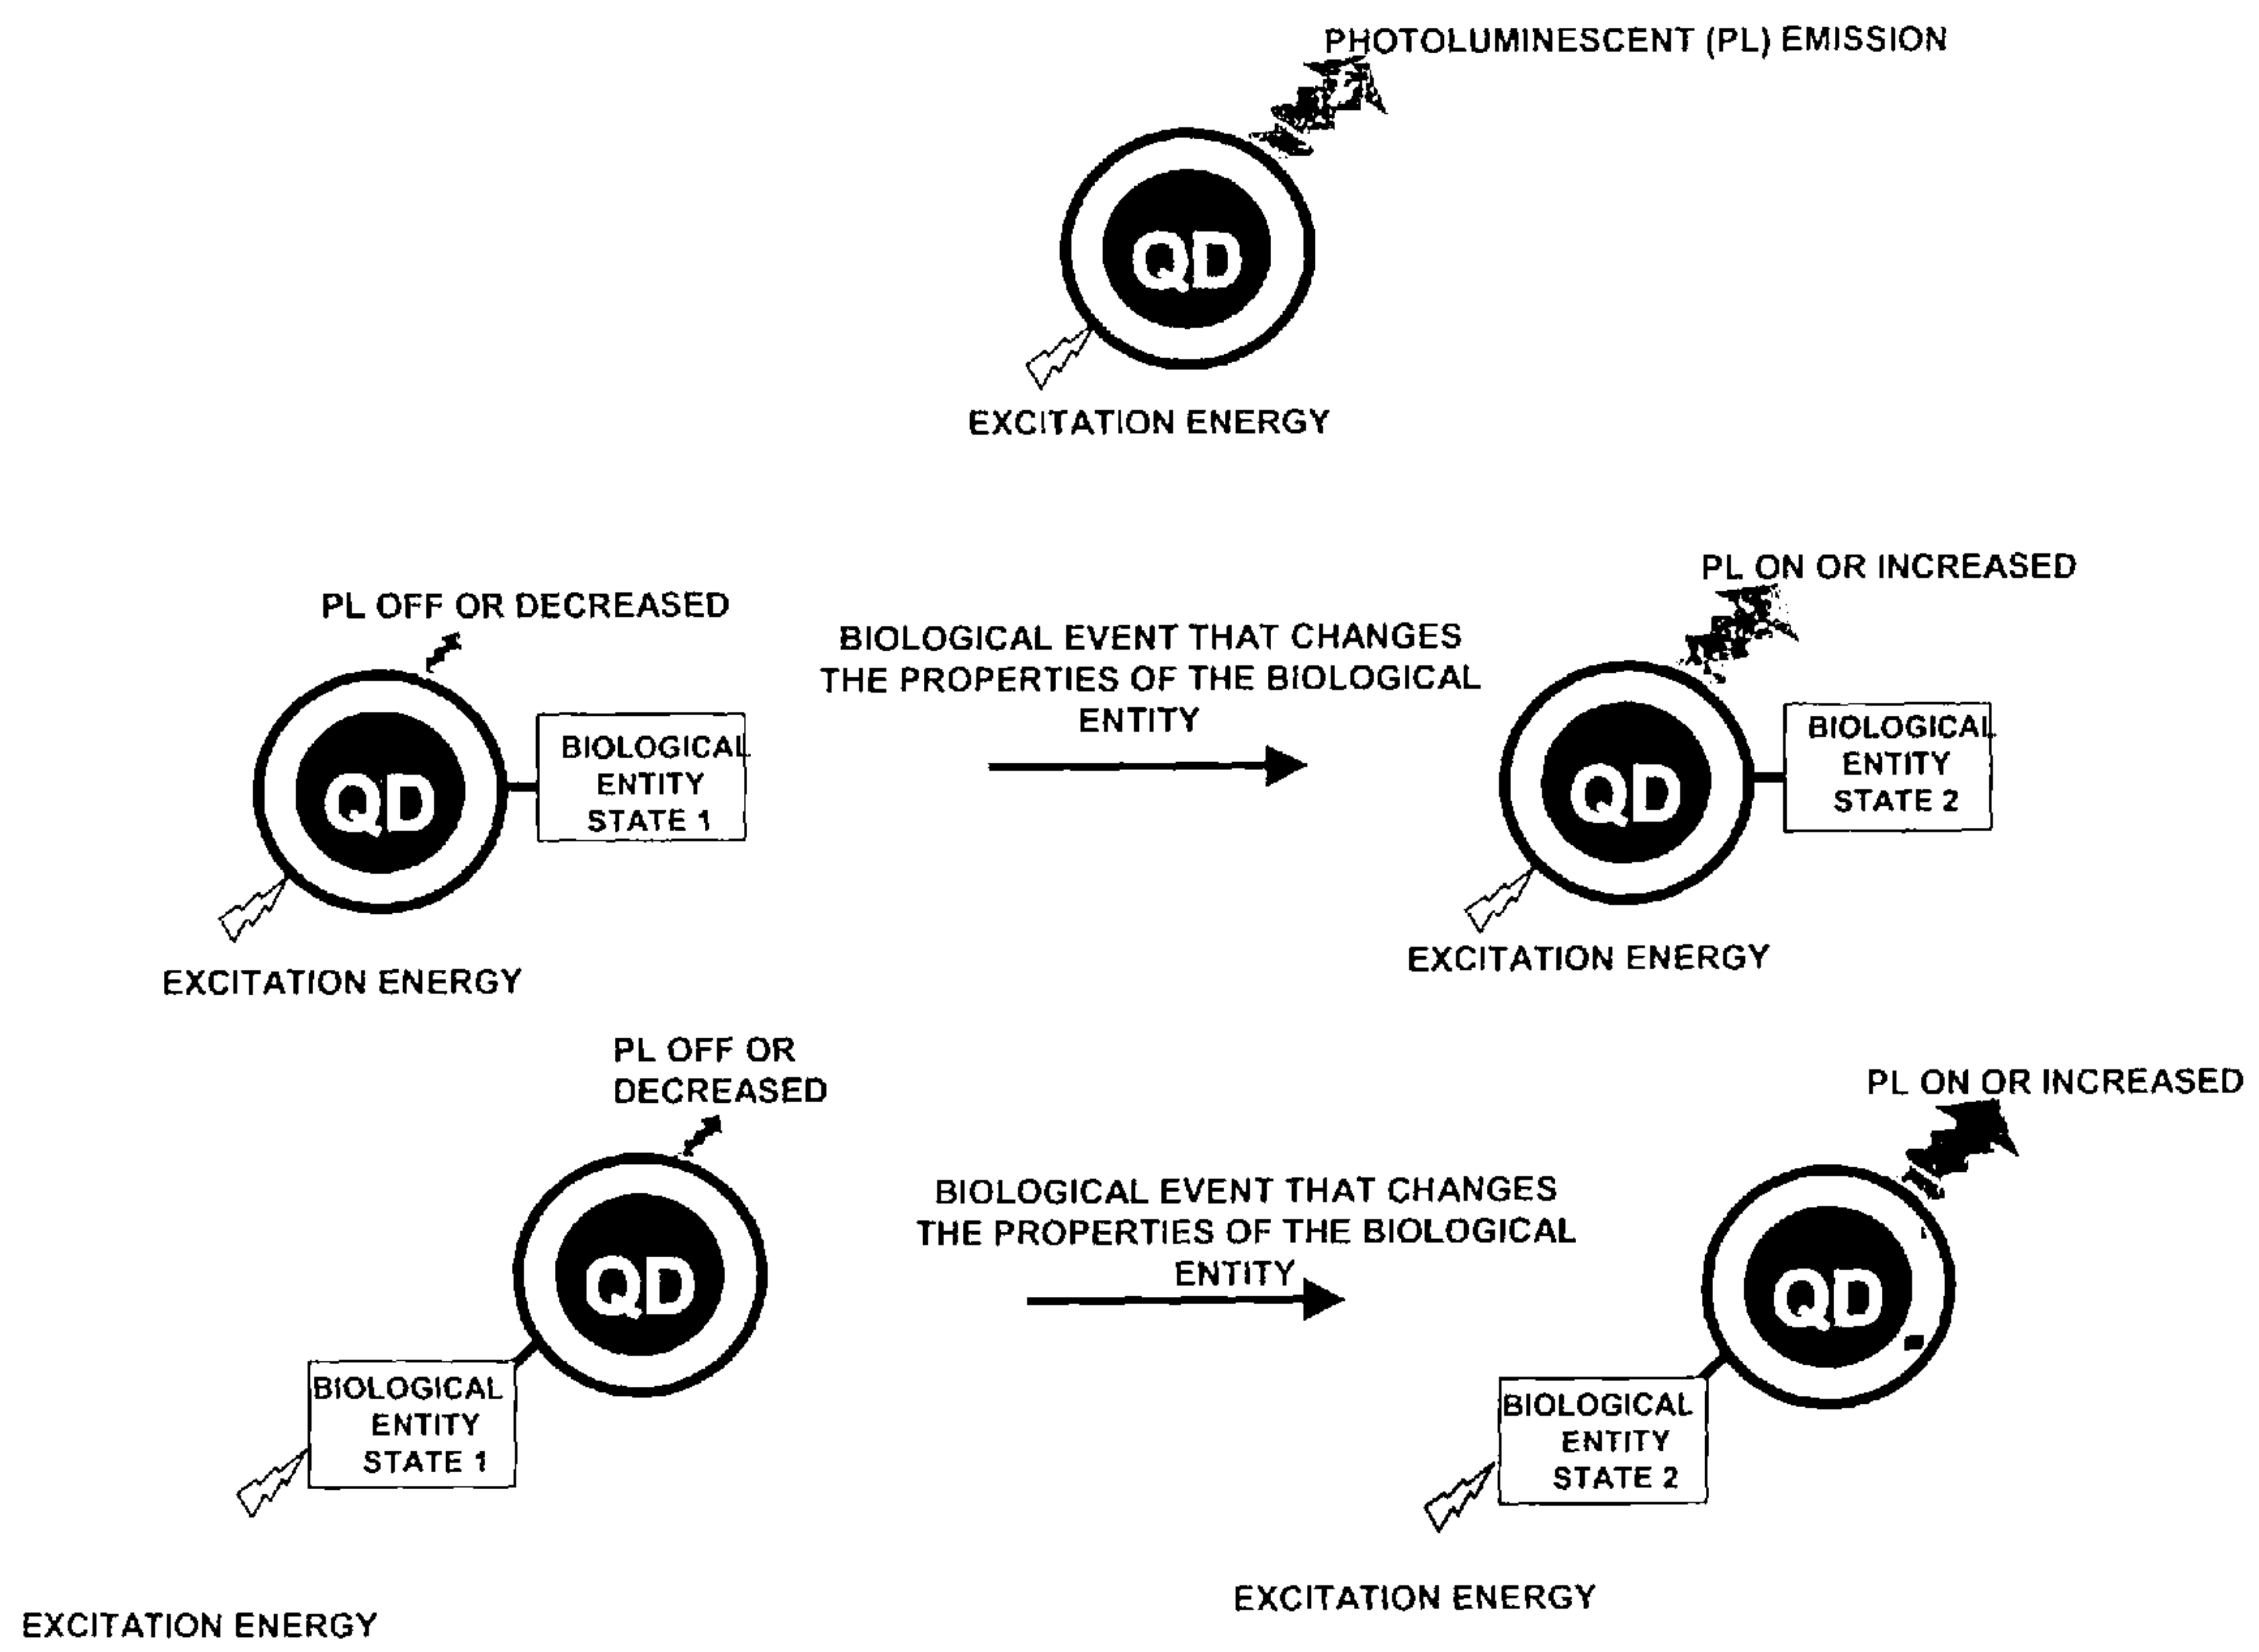 PHOTOLUMINESCENT (PL) EMISSION
QD
EXCITATION ENERGY
PL OFF OR DECREASED
QD
BIOLOGICAL
ENTITY
STATE 1
EXCITATION ENERGY
BIOLOGICAL EVENT THAT CHANGES
THE PROPERTIES OF THE BIOLOGICAL
ENTITY
PL ON OR INCREASED
QD
BIOLOGICAL
ENTITY
STATE 2
EXCITATION ENERGY
PL OFF OR
DECREASED
QD
BIOLOGICAL
ENTITY
STATE 1
EXCITATION ENERGY
BIOLOGICAL EVENT THAT CHANGES
THE PROPERTIES OF THE BIOLOGICAL
ENTITY
PL ON OR INCREASED
QD
BIOLOGICAL
ENTITY
STATE 2
EXCITATION ENERGY